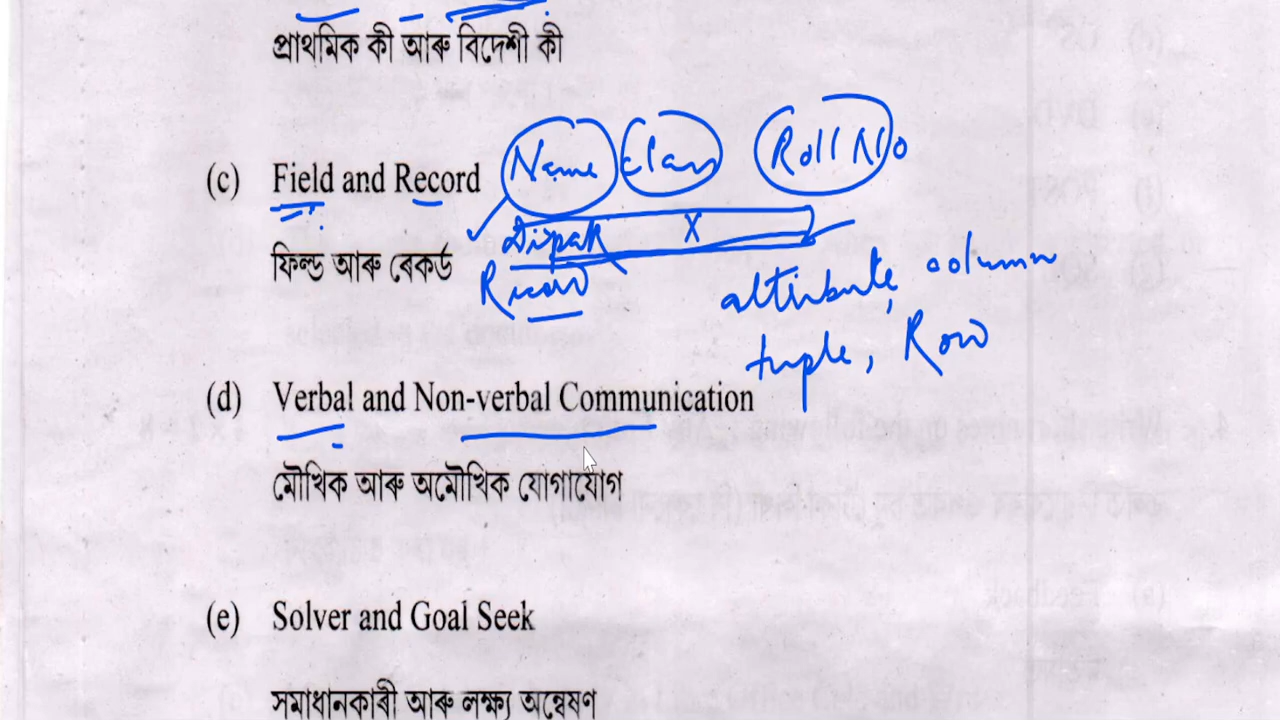 প্ৰাথমিক কী আৰু বিদেশী কী
Name Class Roll No
(c) Field and Record
Dipak X
ফিল্ড আৰু ৰেকৰ্ড
Record
attribute, column
tuple, Row
(d) Verbal and Non-verbal Communication
মৌখিক আৰু অমৌখিক যোগাযোগ
(e) Solver and Goal Seek
সমাধানকাৰী আৰু লক্ষ্য অন্বেষণ